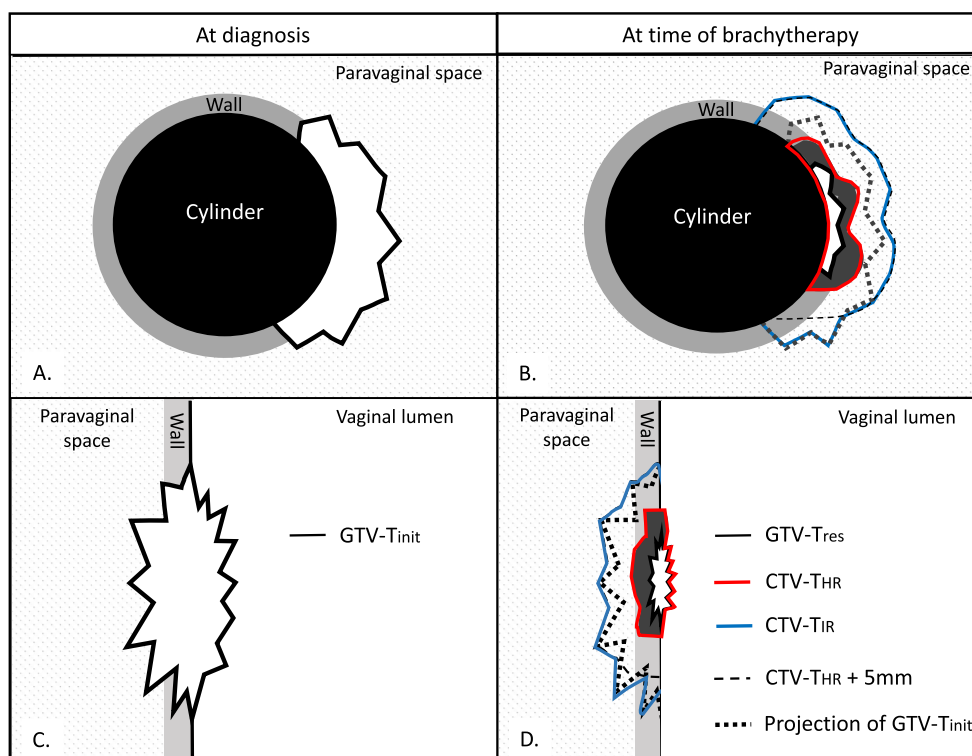 At diagnosis
At time of brachytherapy
Paravaginal space
Wall
Cylinder
A.
Paravaginal space
Wall
Cylinder
B.
Paravaginal
space
Wall
Vaginal lumen
GTV-Tinit
C.
Paravaginal
space
Wall
Vaginal lumen
GTV-Tres
CTV-THR
CTV-TIR
CTV-THR + 5mm
Projection of GTV-Tinit
D.